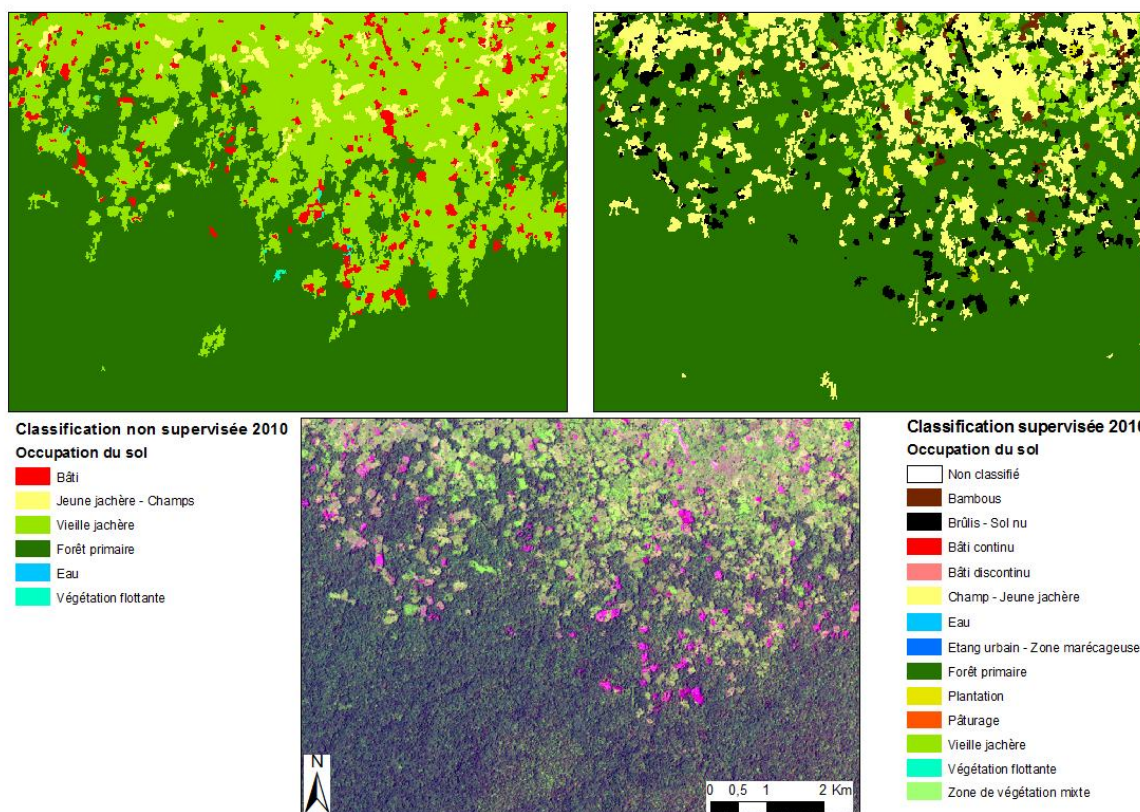 Classification non supervisée 2010
Occupation du sol
Bâti
Jeune jachère - Champs
Vieille jachère
Forêt primaire
Eau
Végétation flottante
N
0 0,5 1 2 Km
Classification supervisée 2010
Occupation du sol
Non classifié
Bambous
Brûlis - Sol nu
Bâti continu
Bâti discontinu
Champ - Jeune jachère
Eau
Etang urbain - Zone marécageuse
Forêt primaire
Plantation
Pâturage
Vieille jachère
Végétation flottante
Zone de végétation mixte